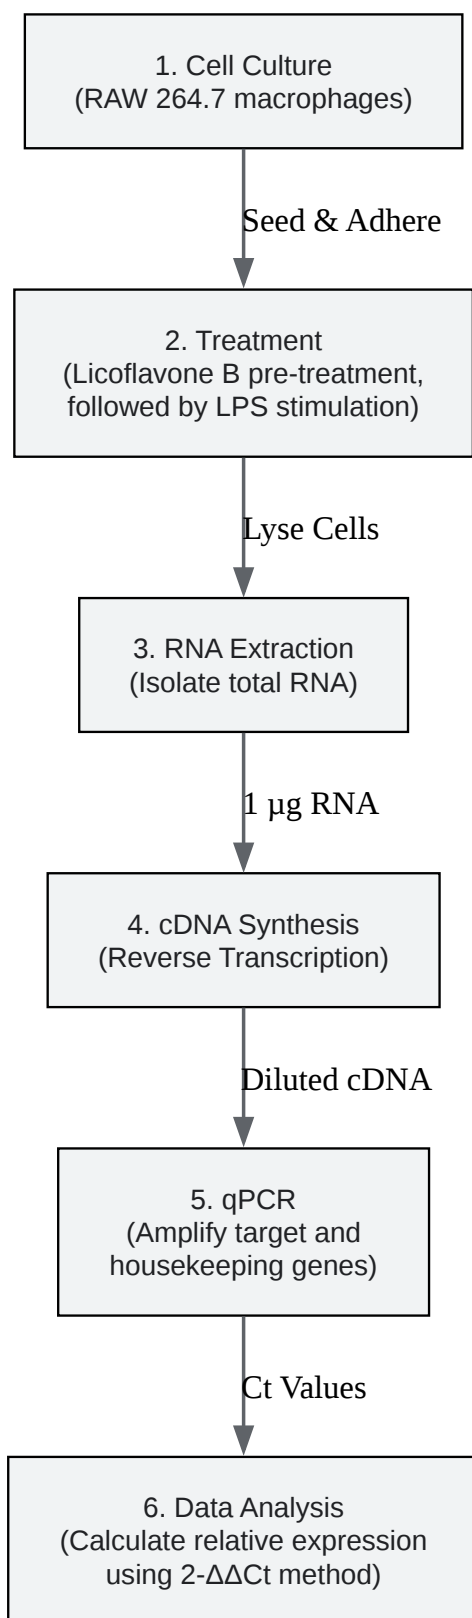 1. Cell Culture
(RAW 264.7 macrophages)
Seed & Adhere
2. Treatment
(Licoflavone B pre-treatment,
followed by LPS stimulation)
Lyse Cells
3. RNA Extraction
(Isolate total RNA)
1 µg RNA
4. cDNA Synthesis
(Reverse Transcription)
Diluted cDNA
5. qPCR
(Amplify target and
housekeeping genes)
Ct Values
6. Data Analysis
(Calculate relative expression
using 2-ΔΔCt method)